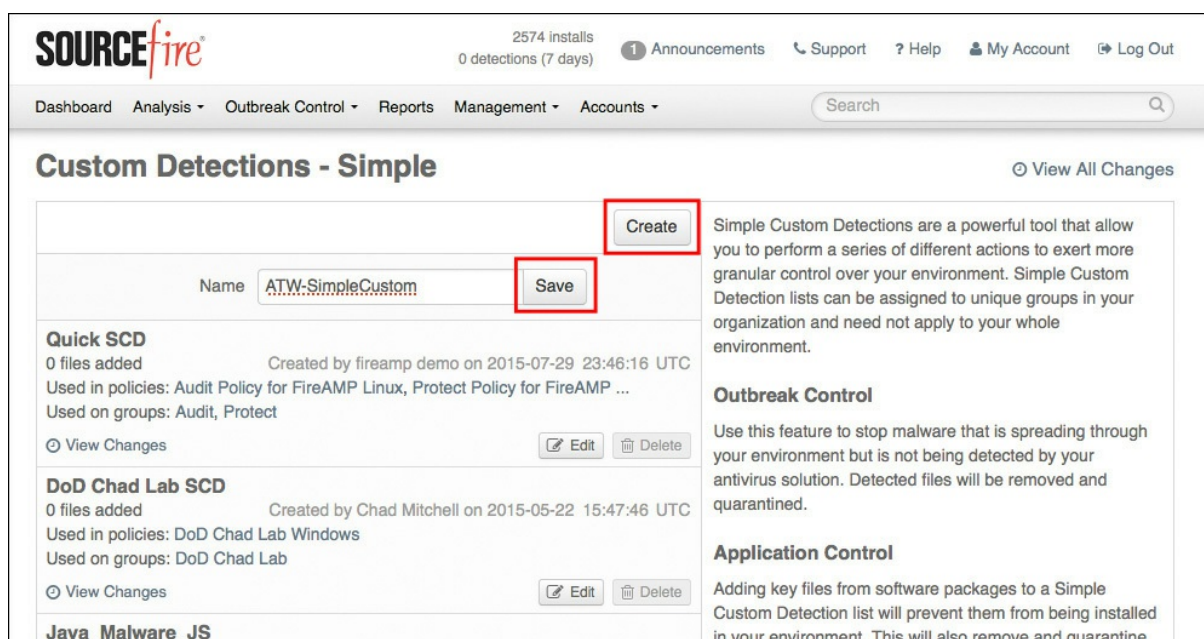 SOURCEfire®
2574 installs
0 detections (7 days)
1 Announcements
Support
? Help
My Account
Log Out
Dashboard
Analysis
Outbreak Control
Reports
Management
Accounts
Search
Custom Detections - Simple
View All Changes
Create
Name
ATW-SimpleCustom
Save
Quick SCD
0 files added
Created by fireamp demo on 2015-07-29 23:46:16 UTC
Used in policies: Audit Policy for FireAMP Linux, Protect Policy for FireAMP ...
Used on groups: Audit, Protect
View Changes
Edit
Delete
DoD Chad Lab SCD
0 files added
Created by Chad Mitchell on 2015-05-22 15:47:46 UTC
Used in policies: DoD Chad Lab Windows
Used on groups: DoD Chad Lab
View Changes
Edit
Delete
Java_Malware_JS
Simple Custom Detections are a powerful tool that allow
you to perform a series of different actions to exert more
granular control over your environment. Simple Custom
Detection lists can be assigned to unique groups in your
organization and need not apply to your whole
environment.
Outbreak Control
Use this feature to stop malware that is spreading through
your environment but is not being detected by your
antivirus solution. Detected files will be removed and
quarantined.
Application Control
Adding key files from software packages to a Simple
Custom Detection list will prevent them from being installed
in your environment. This will also remove and quarantine